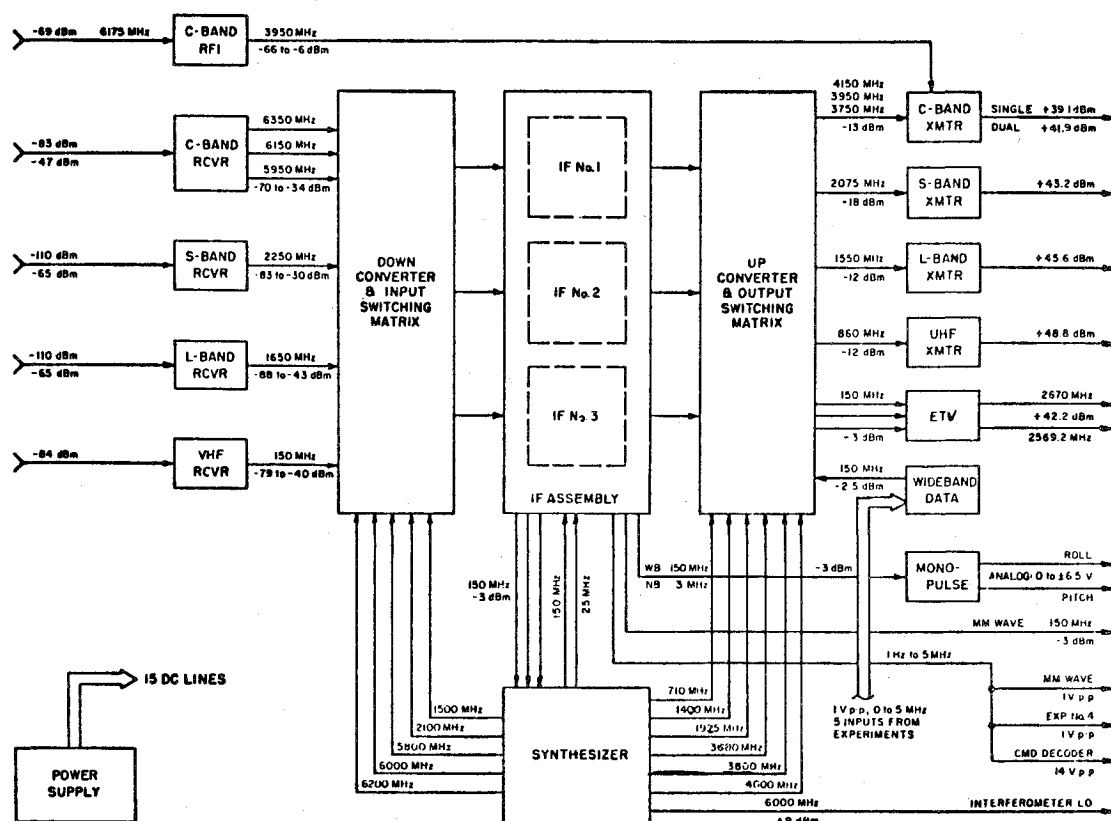 -69 dBm 6175 MHz
C-BAND
RFI
3950 MHz
-66 to -6 dBm
-83 dBm
-47 dBm
C-BAND
RCVR
6350 MHz
6150 MHz
5950 MHz
-70 to -34 dBm
-110 dBm
-65 dBm
S-BAND
RCVR
2250 MHz
-83 to -30 dBm
-110 dBm
-65 dBm
L-BAND
RCVR
1650 MHz
-88 to -43 dBm
-84 dBm
VHF
RCVR
150 MHz
-79 to -40 dBm
DOWN
CONVERTER
& INPUT
SWITCHING
MATRIX
IF No.1
IF No.2
IF No.3
IF ASSEMBLY
UP
CONVERTER
& OUTPUT
SWITCHING
MATRIX
4150 MHz
3950 MHz
3750 MHz
-13 dBm
C-BAND
XMTR
SINGLE +39.1 dBm
DUAL +41.9 dBm
2075 MHz
-18 dBm
S-BAND
XMTR
+43.2 dBm
1550 MHz
-12 dBm
L-BAND
XMTR
+45.6 dBm
860 MHz
-12 dBm
UHF
XMTR
+48.8 dBm
150 MHz
-3 dBm
ETV
2670 MHz
+42.2 dBm
2569.2 MHz
150 MHz
-2.5 dBm
WIDEBAND
DATA
WB 150 MHz
NB 3 MHz
-3 dBm
MONO-
PULSE
ROLL
ANALOG: 0 to ±6.5 V
PITCH
MM WAVE 150 MHz
-3 dBm
1 Hz to 5 MHz
MM WAVE
1 V p-p
EXP No.4
1 V p-p
CMD DECODER
14 V p-p
1 V p-p, 0 to 5 MHz
5 INPUTS FROM
EXPERIMENTS
150 MHz
-3 dBm
150 MHz
25 MHz
15 DC LINES
POWER
SUPPLY
SYNTHESIZER
1500 MHz
2100 MHz
5800 MHz
6000 MHz
6200 MHz
710 MHz
1400 MHz
1925 MHz
3600 MHz
3800 MHz
4000 MHz
6000 MHz
+9 dBm
INTERFEROMETER LO